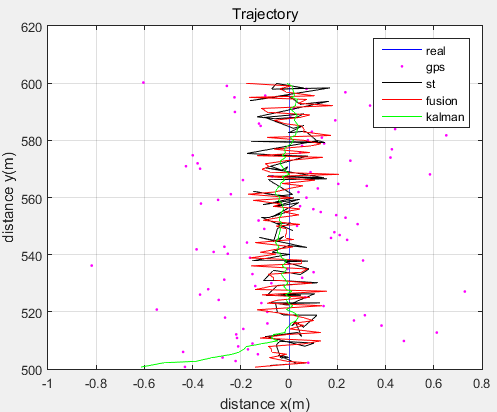 Trajectory
620
600
580
560
540
520
500
-1
-0.8
-0.6
-0.4
-0.2
0
0.2
0.4
0.6
0.8
distance x(m)
distance y(m)
real
gps
st
fusion
kalman